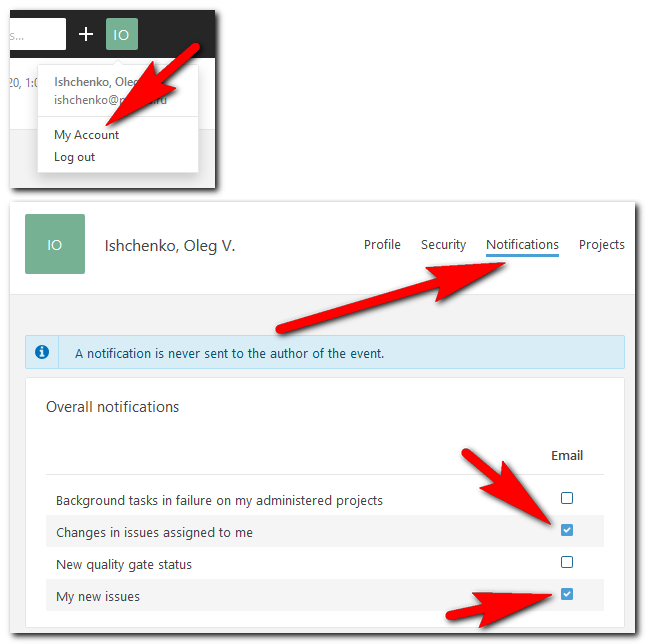 s...
IO
20, 1:0
Ishchenko, Oleg
ishchenko@
My Account
Log out
IO
Ishchenko, Oleg V.
Profile Security Notifications Projects
A notification is never sent to the author of the event.
Overall notifications
Email
Background tasks in failure on my administered projects
Changes in issues assigned to me
New quality gate status
My new issues